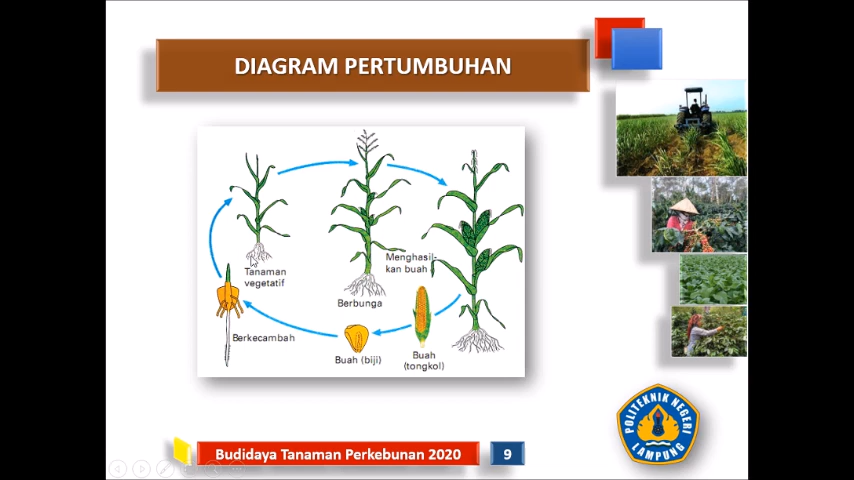 DIAGRAM PERTUMBUHAN
Tanaman
vegetatif
Berbunga
Menghasil-
kan buah
Berkecambah
Buah (biji)
Buah
(tongkol)
Budidaya Tanaman Perkebunan 2020
9
POLITEKNIK NEGERI
LAMPUNG